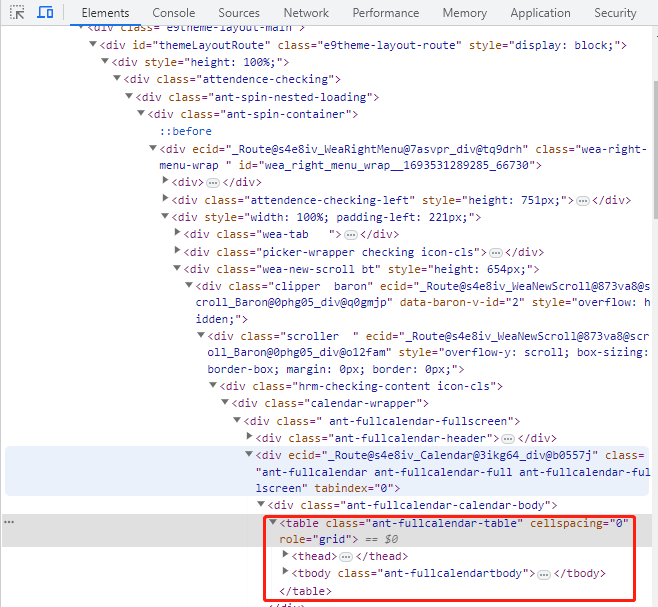 Elements Console Sources Network Performance Memory Application Security
<div class="e9theme-layout-main">
<div id="themeLayoutRoute" class="e9theme-layout-route" style="display: block;">
<div style="height: 100%;">
<div class="attendence-checking">
<div class="ant-spin-nested-loading">
<div class="ant-spin-container">
::before
<div ecid="_Route@s4e8iv_WeaRightMenu@7asvpr_div@tq9drh" class="wea-right-
menu-wrap " id="wea_right_menu_wrap__1693531289285_66730">
<div>…</div>
<div class="attendence-checking-left" style="height: 751px;">…</div>
<div style="width: 100%; padding-left: 221px;">
<div class="wea-tab   ">…</div>
<div class="picker-wrapper checking icon-cls">…</div>
<div class="wea-new-scroll bt" style="height: 654px;">
<div class="clipper  baron" ecid="_Route@s4e8iv_WeaNewScroll@873va8@s
croll_Baron@0phg05_div@q0gmjp" data-baron-v-id="2" style="overflow: h
idden;">
<div class="scroller  " ecid="_Route@s4e8iv_WeaNewScroll@873va8@scr
oll_Baron@0phg05_div@ol2fam" style="overflow-y: scroll; box-sizing:
border-box; margin: 0px; border: 0px;">
<div class="hrm-checking-content icon-cls">
<div class="calendar-wrapper">
<div class=" ant-fullcalendar-fullscreen">
<div class="ant-fullcalendar-header">…</div>
<div ecid="_Route@s4e8iv_Calendar@3ikg64_div@b0557j" class=
"ant-fullcalendar ant-fullcalendar-full ant-fullcalendar-fu
llscreen" tabindex="0">
<div class="ant-fullcalendar-calendar-body">
<table class="ant-fullcalendar-table" cellspacing="0"
role="grid"> == $0
<thead>…</thead>
<tbody class="ant-fullcalendartbody">…</tbody>
</table>
</div>